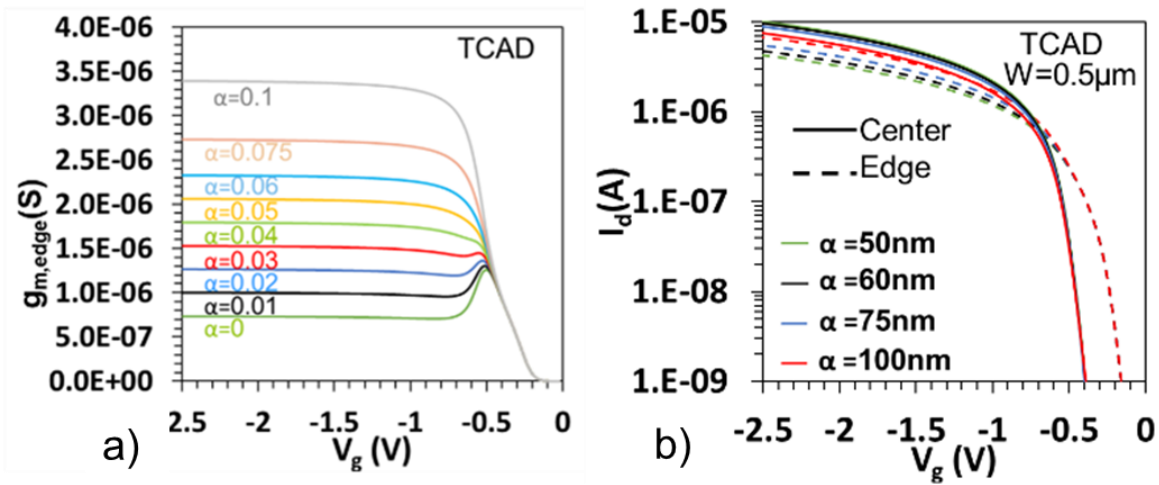 4.0E-06
3.5E-06
3.0E-06
2.5E-06
2.0E-06
1.5E-06
1.0E-06
5.0E-07
0.0E+00
gm,edge(S)
TCAD
α=0.1
α=0.075
α=0.06
α=0.05
α=0.04
α=0.03
α=0.02
α=0.01
α=0
2.5 -2 -1.5 -1 -0.5 0
Vg (V)
a)
1.E-05
1.E-06
1.E-07
1.E-08
1.E-09
Id(A)
TCAD
W=0.5µm
Center
Edge
α =50nm
α =60nm
α =75nm
α =100nm
-2.5 -2 -1.5 -1 -0.5 0
Vg (V)
b)